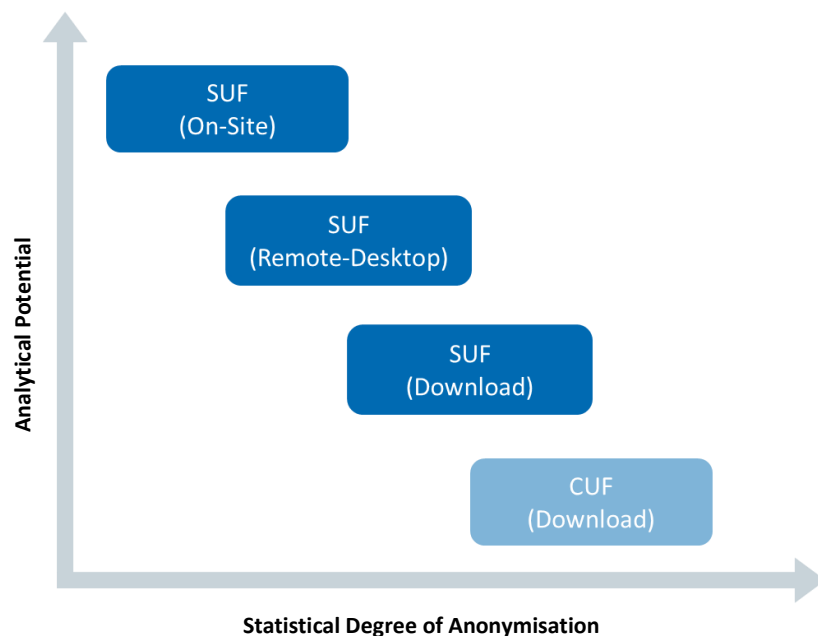 SUF
(On-Site)
SUF
(Remote-Desktop)
SUF
(Download)
CUF
(Download)
Analytical Potential
Statistical Degree of Anonymisation